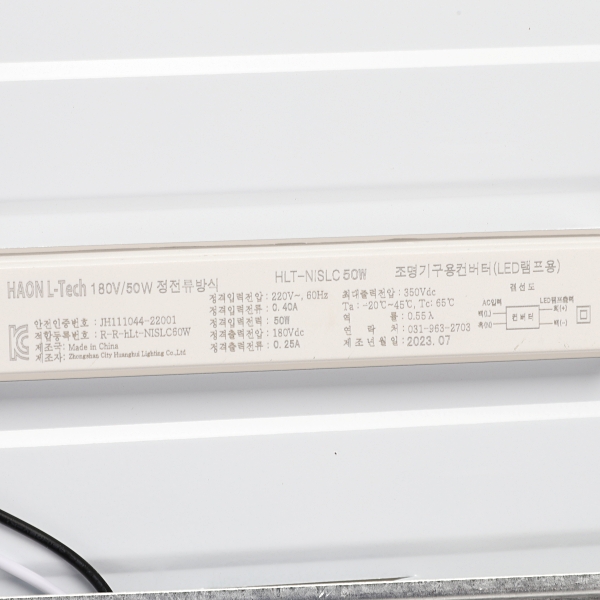 HAON L-Tech 180V/50W 정전류방식
HLT-NISLC 50W 조명기구용컨버터(LED램프용)
안전인증번호 : JH111044-22001
적합등록번호 : R-R-hLt-NISLC50W
제조국: Made in China
제조자: Zhongshan City Huonghui Lighting Co.,Ltd
정격입력전압: 220V~, 60Hz
정격입력전류: 0.40A
정격입력전력: 50W
정격출력전압: 180Vdc
정격출력전류: 0.25A
최대출력전압: 350Vdc
Ta: -20℃~45℃, Tc: 65℃
역 률: 0.55λ
연 락 처: 031-963-2703
제조년월일: 2023.07
결선도
AC입력 LED램프출력
백(L) 컨버터 적(+)
흑(N) 백(-)